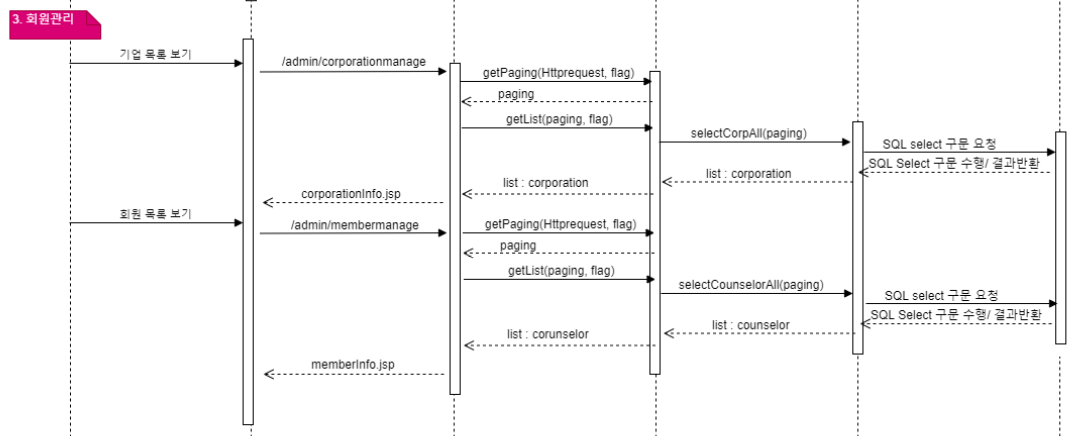 3. 회원관리
기업 목록 보기
/admin/corporationmanage
getPaging(Httprequest, flag)
paging
getList(paging, flag)
selectCorpAll(paging)
SQL select 구문 요청
SQL Select 구문 수행/ 결과반환
list : corporation
list : corporation
corporationInfo.jsp
회원 목록 보기
/admin/membermanage
getPaging(Httprequest, flag)
paging
getList(paging, flag)
selectCounselorAll(paging)
SQL select 구문 요청
SQL Select 구문 수행/ 결과반환
list : counselor
list : corunselor
memberInfo.jsp